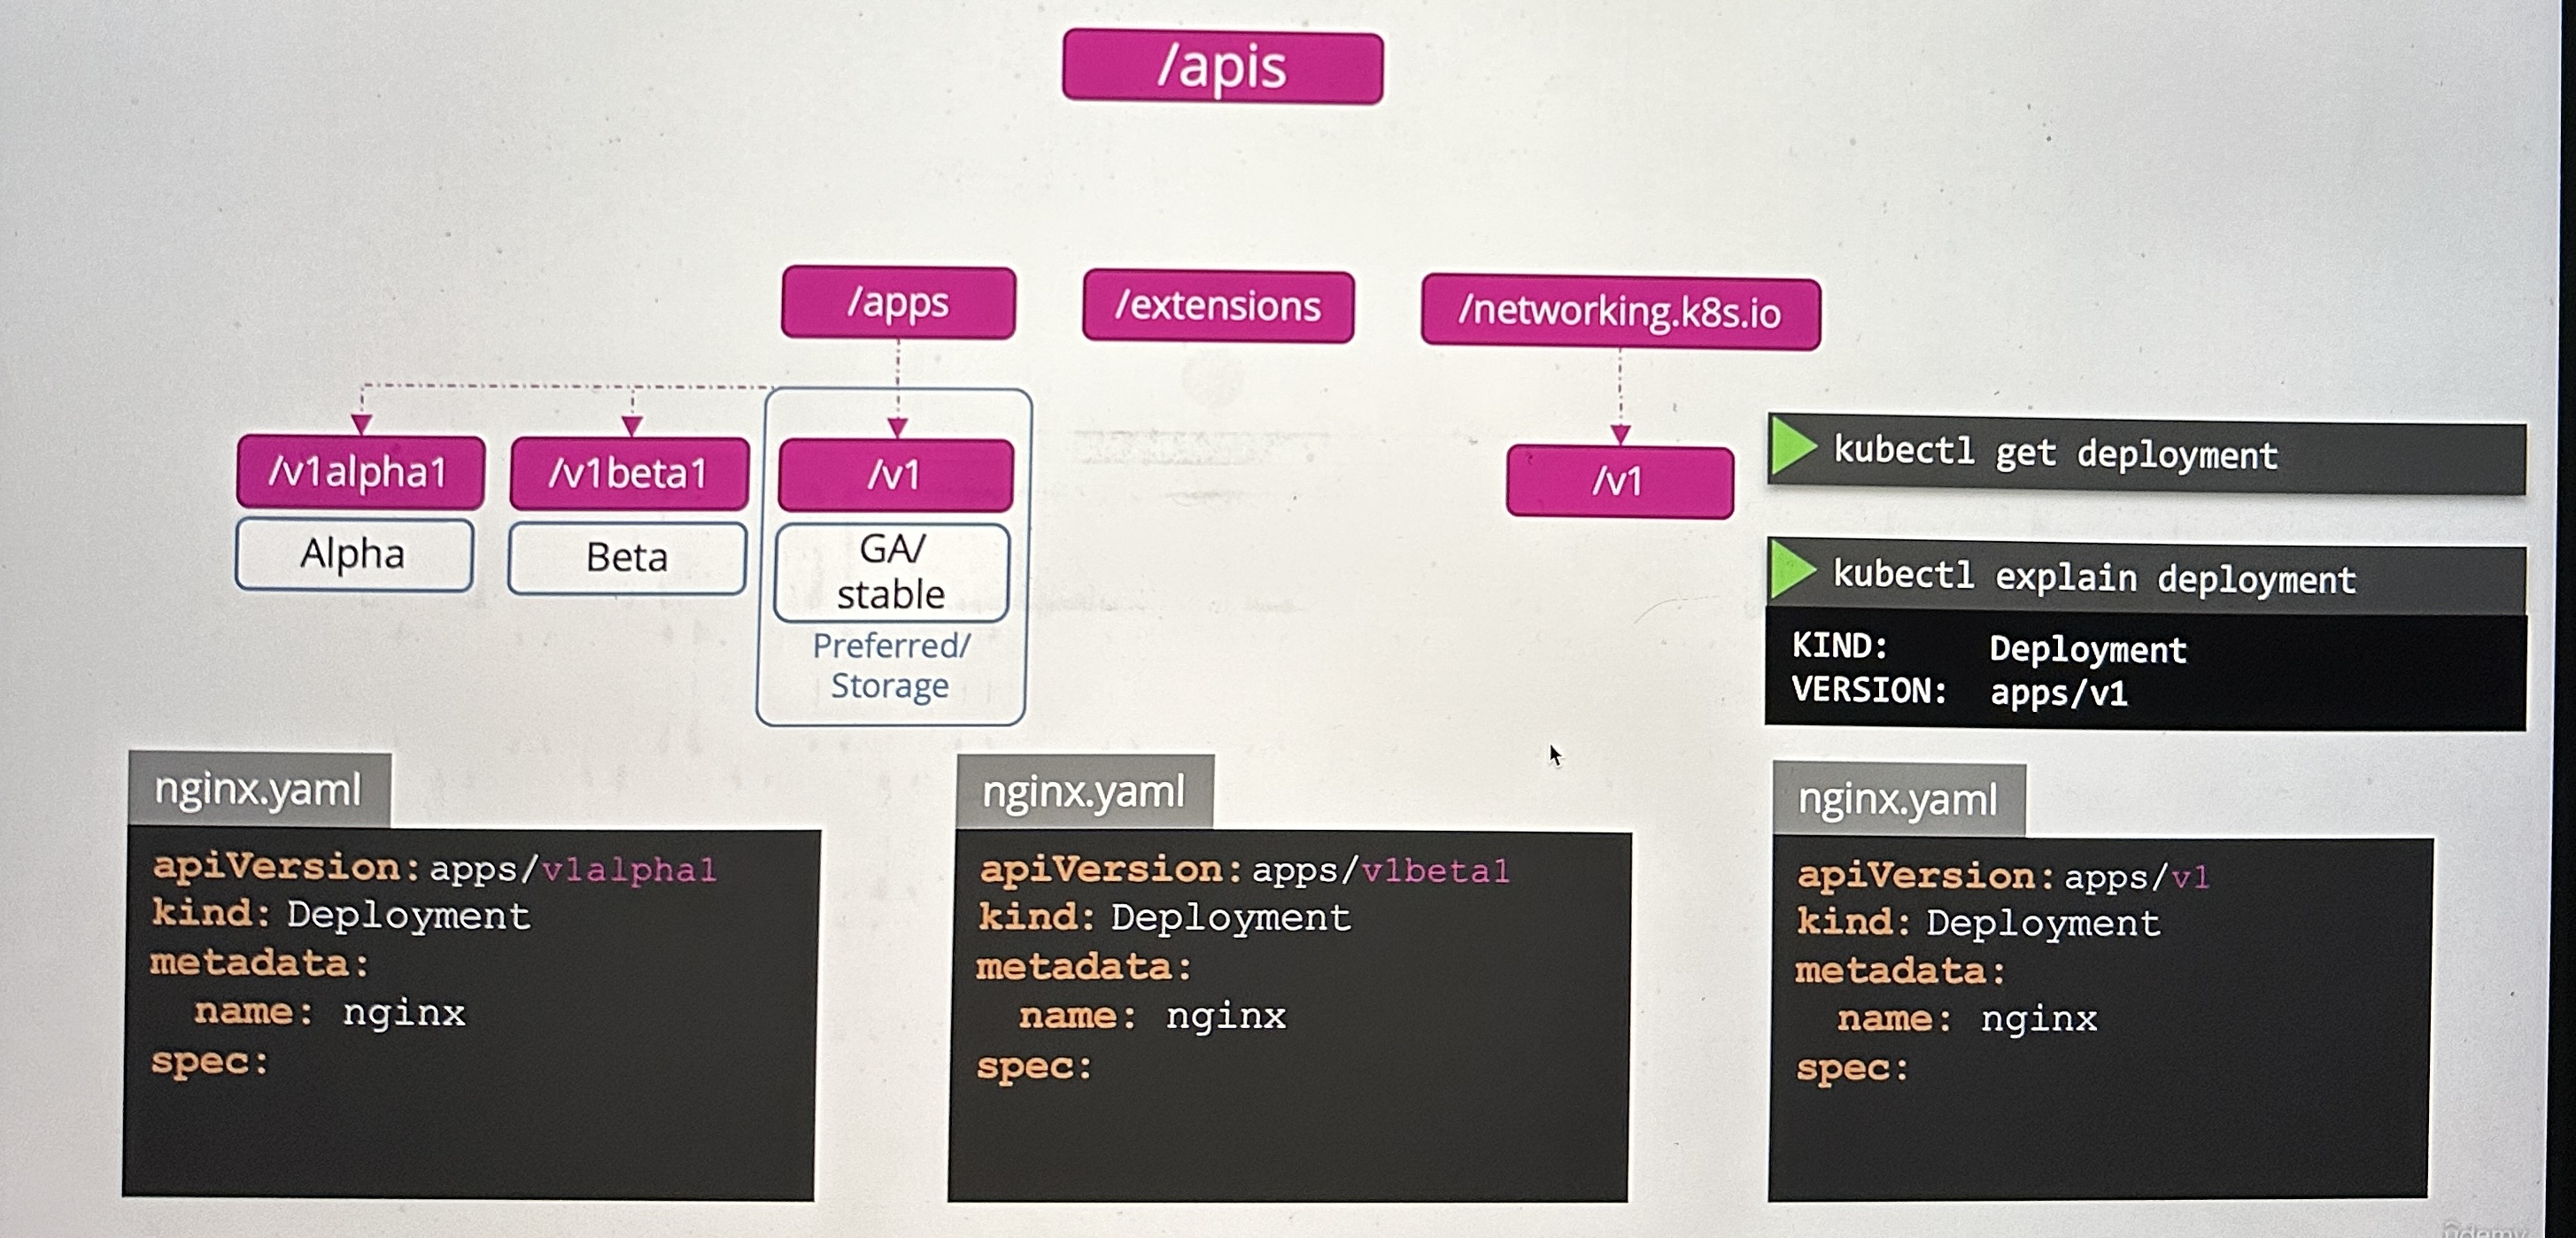 /apis
/apps
/extensions
/networking.k8s.io
/v1alpha1
/v1beta1
/v1
/v1
Alpha
Beta
GA/
stable
Preferred/
Storage
kubectl get deployment
kubectl explain deployment
KIND: Deployment
VERSION: apps/v1
nginx.yaml
apiVersion: apps/v1alpha1
kind: Deployment
metadata:
name: nginx
spec:
nginx.yaml
apiVersion: apps/v1beta1
kind: Deployment
metadata:
name: nginx
spec:
nginx.yaml
apiVersion: apps/v1
kind: Deployment
metadata:
name: nginx
spec: